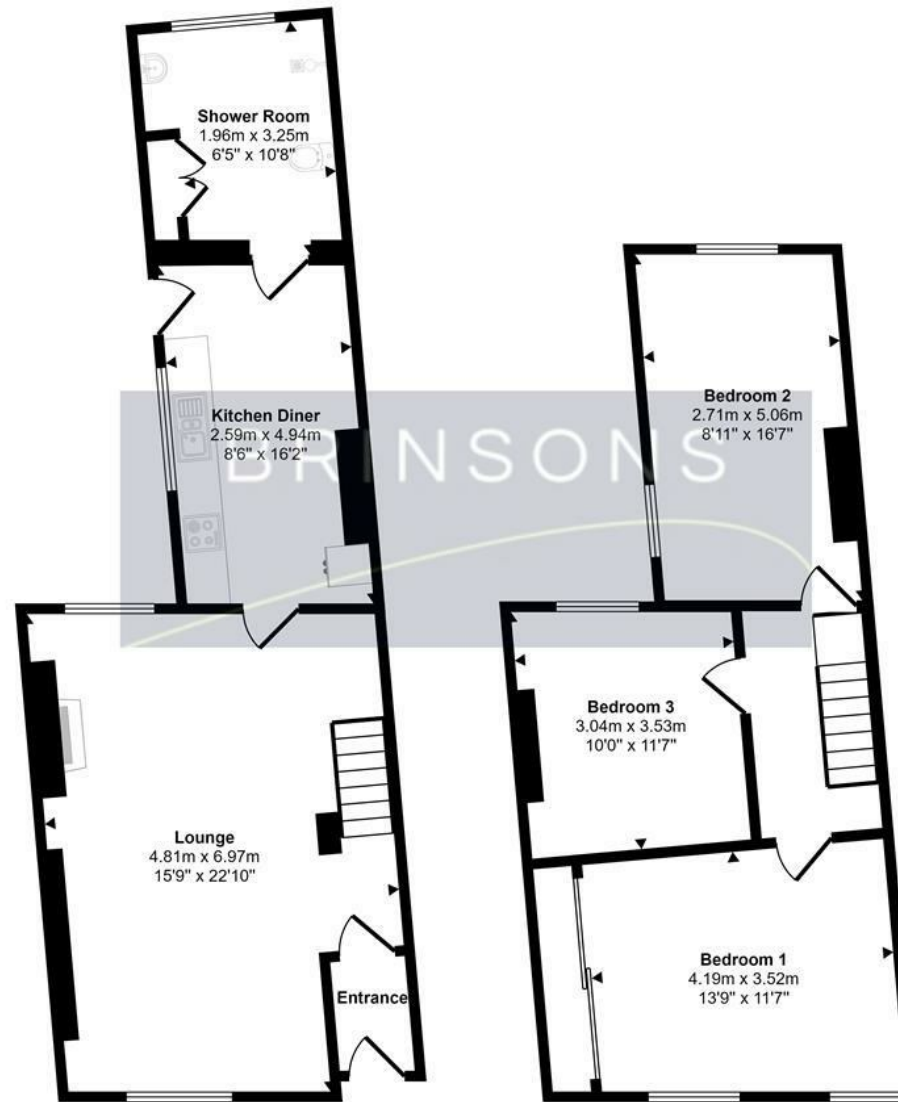 Shower Room
1.96m x 3.25m
6'5" x 10'8"
Kitchen Diner
2.59m x 4.94m
8'6" x 16'2"
BRINSONS
Lounge
4.81m x 6.97m
15'9" x 22'10"
Entrance
Bedroom 2
2.71m x 5.06m
8'11" x 16'7"
Bedroom 3
3.04m x 3.53m
10'0" x 11'7"
Bedroom 1
4.19m x 3.52m
13'9" x 11'7"